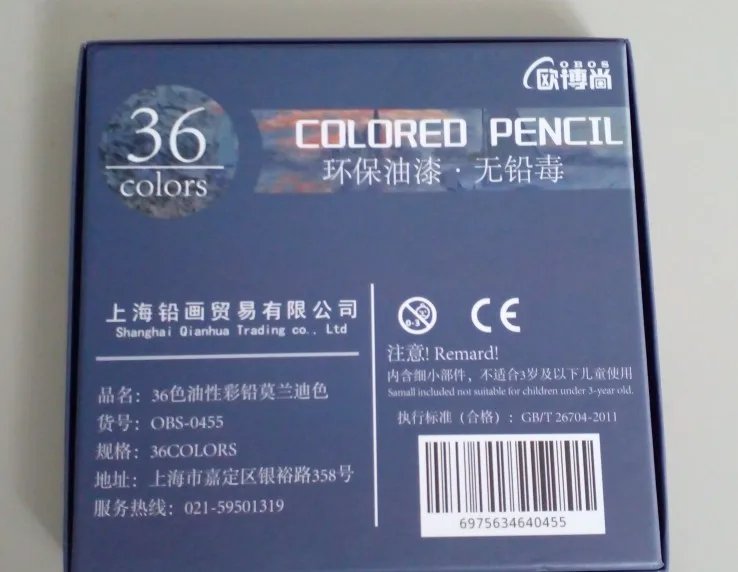 OBOS
欧博尚
36
colors
COLORED PENCIL
环保油漆·无铅毒
上海铅画贸易有限公司
Shanghai Qianhua Trading co., Ltd
品名：36色油性彩铅莫兰迪色
货号：OBS-0455
规格：36COLORS
地址：上海市嘉定区银裕路358号
服务热线：021-59501319
0-3
CE
注意! Remard!
内含细小部件，不适合3岁及以下儿童使用
Samall included not suitable for children under 3-year old.
执行标准（合格）：GB/T 26704-2011
6975634640455